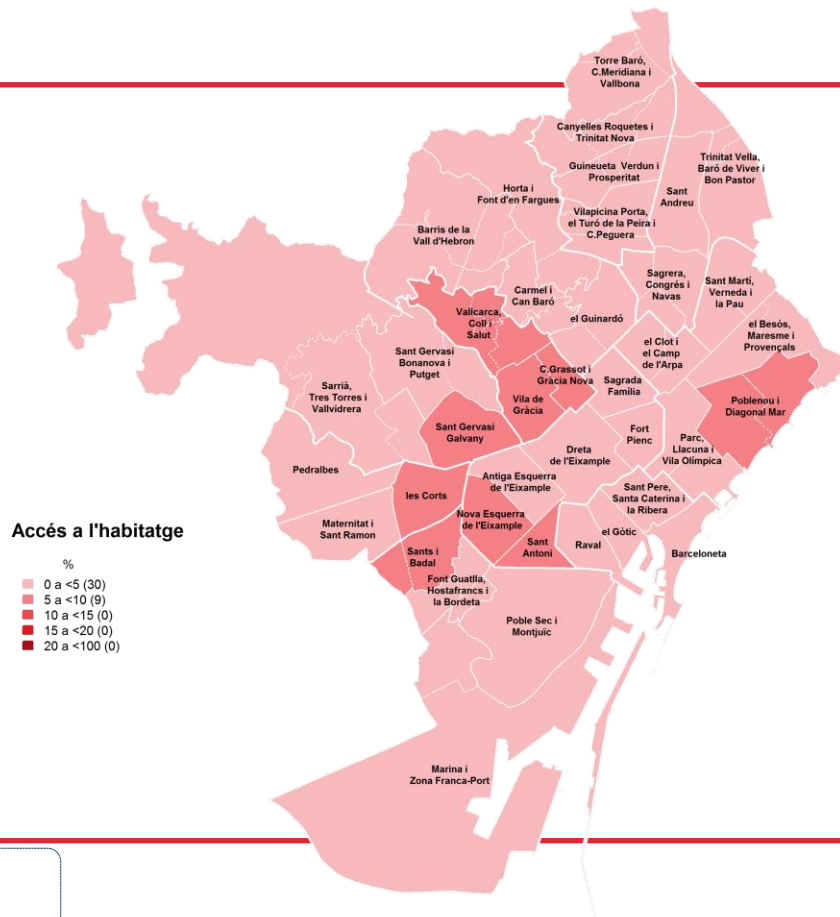 Torre Baró,
C.Meridiana i
Vallbona
Canyelles Roquetes i
Trinitat Nova
Guineueta Verdun i
Prosperitat
Trinitat Vella,
Baró de Viver i
Bon Pastor
Sant
Andreu
Horta i
Font d'en Fargues
Vilapicina Porta,
el Turó de la Peira i
C.Peguera
Barris de la
Vall d'Hebron
Sagrera,
Congrés i
Navas
Sant Martí,
Verneda i
la Pau
Carmel i
Can Baró
Vallcarca,
Coll i
Salut
el Guinardó
el Besòs,
Maresme i
Provençals
el Clot i
el Camp
de l'Arpa
Sant Gervasi
Bonanova i
Putget
C.Grassot i
Gràcia Nova
Sagrada
Família
Sarrià,
Tres Torres i
Vallvidrera
Vila de
Gràcia
Poblenou i
Diagonal Mar
Sant Gervasi
Galvany
Fort
Pienc
Parc,
Llacuna i
Vila Olímpica
Dreta
de l'Eixample
Pedralbes
Antiga Esquerra
de l'Eixample
Sant Pere,
Santa Caterina i
la Ribera
les Corts
Nova Esquerra
de l'Eixample
Maternitat i
Sant Ramon
el Gòtic
Sant
Antoni
Raval
Barceloneta
Sants i
Badal
Font Guatlla,
Hostafrancs i
la Bordeta
Poble Sec i
Montjuïc
Marina i
Zona Franca-Port
Accés a l'habitatge
%
0 a <5 (30)
5 a <10 (9)
10 a <15 (0)
15 a <20 (0)
20 a <100 (0)